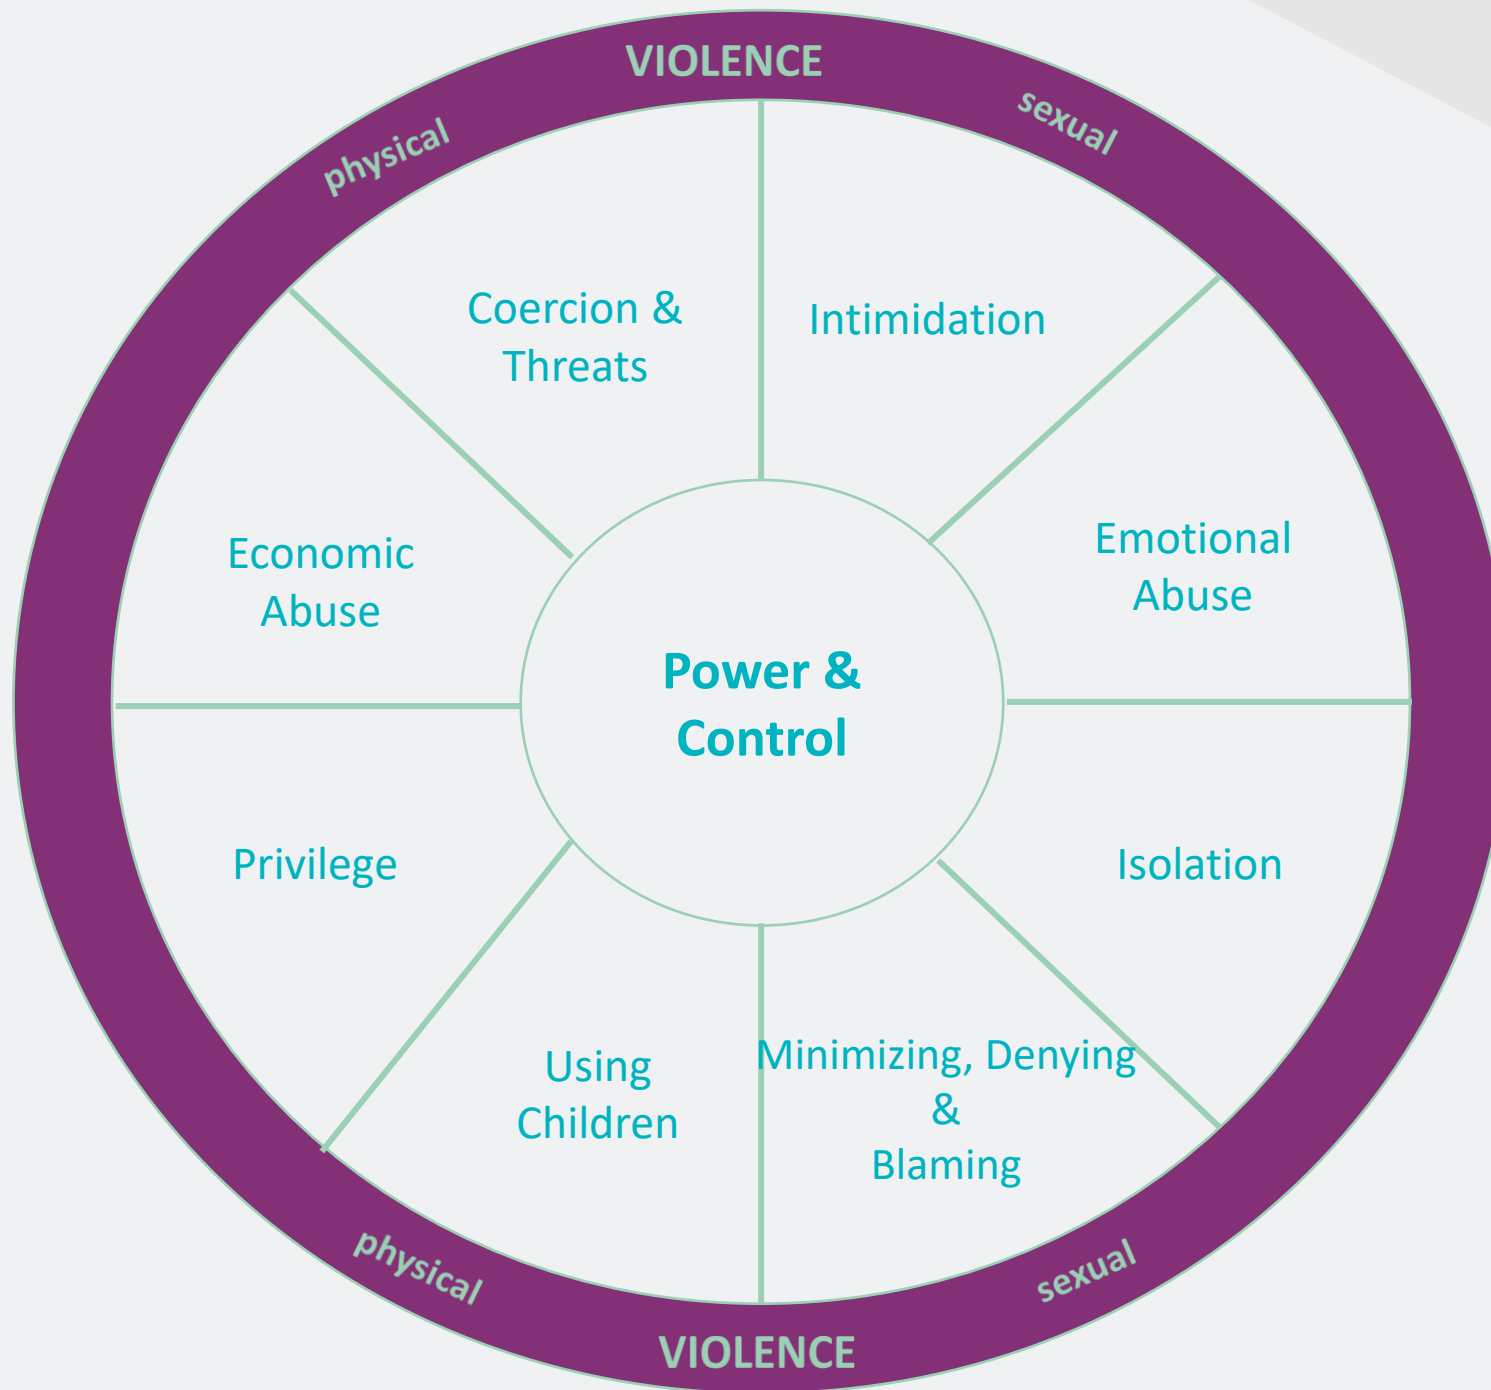 VIOLENCE
physical
sexual
Coercion &
Threats
Intimidation
Economic
Abuse
Emotional
Abuse
Power &
Control
Privilege
Isolation
Using
Children
Minimizing, Denying
&
Blaming
physical
sexual
VIOLENCE